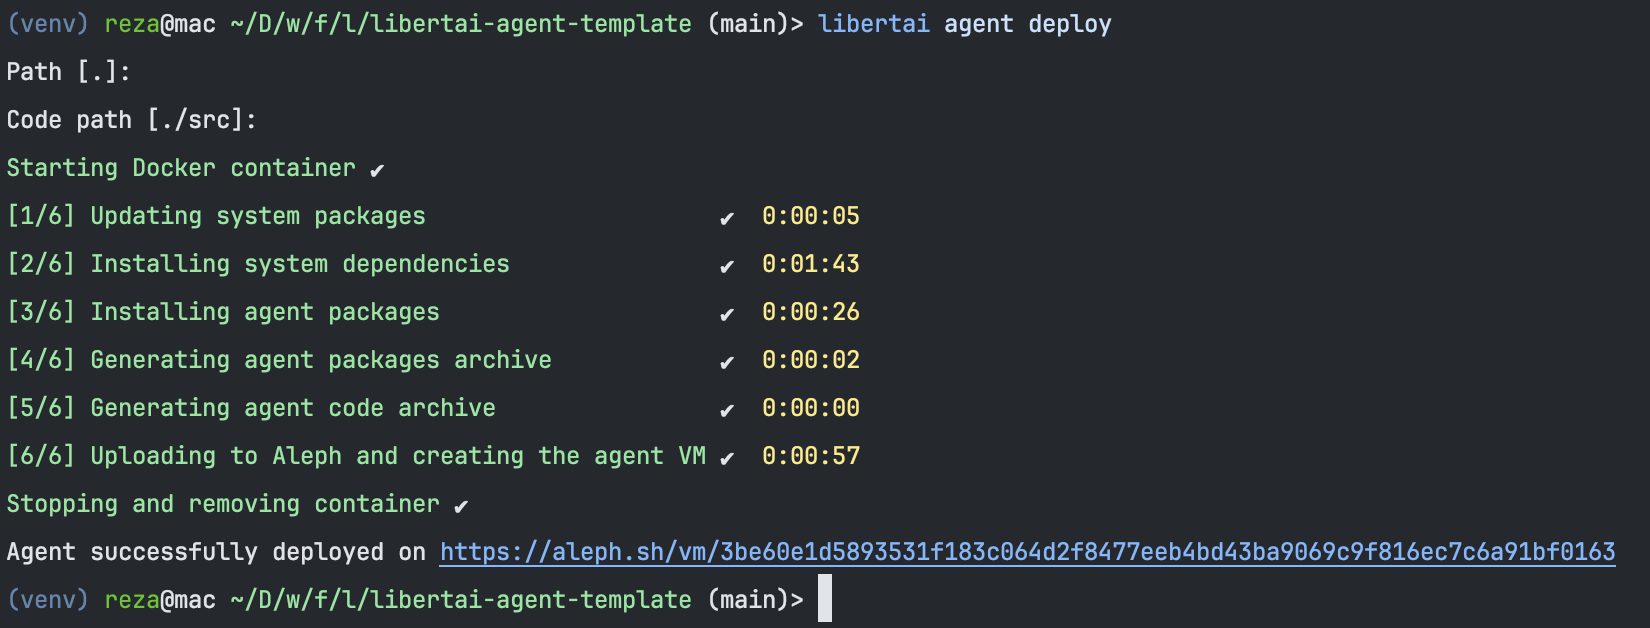 (venv) reza@mac ~/D/w/f/l/libertai-agent-template (main)> libertai agent deploy
Path [.]:
Code path [./src]:
Starting Docker container ✔
[1/6] Updating system packages ✔ 0:00:05
[2/6] Installing system dependencies ✔ 0:01:43
[3/6] Installing agent packages ✔ 0:00:26
[4/6] Generating agent packages archive ✔ 0:00:02
[5/6] Generating agent code archive ✔ 0:00:00
[6/6] Uploading to Aleph and creating the agent VM ✔ 0:00:57
Stopping and removing container ✔
Agent successfully deployed on https://aleph.sh/vm/3be60e1d5893531f183c064d2f8477eeb4bd43ba9069c9f816ec7c6a91bf0163
(venv) reza@mac ~/D/w/f/l/libertai-agent-template (main)>